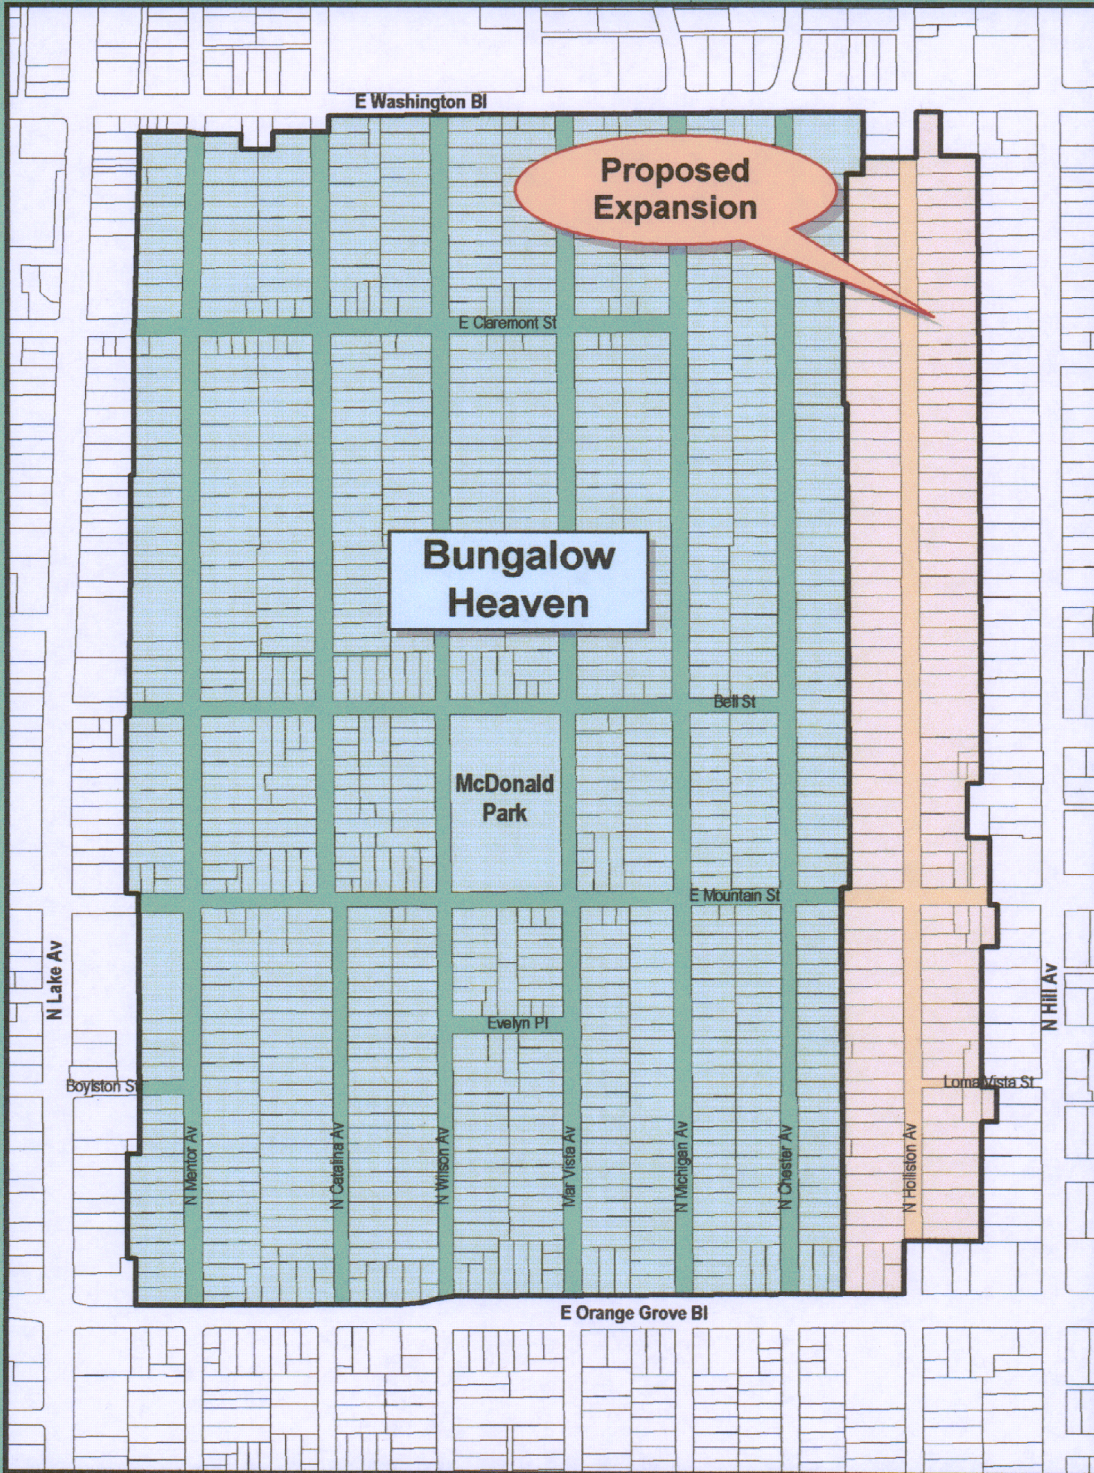 E Washington Bl
Proposed
Expansion
E Claremont St
Bungalow
Heaven
Bell St
McDonald
Park
E Mountain St
N Lake Av
N Hill Av
Evelyn Pl
Boylston St
Loma Vista St
N Mentor Av
N Catalina Av
N Wilson Av
Mar Vista Av
N Michigan Av
N Chester Av
N Holliston Av
E Orange Grove Bl